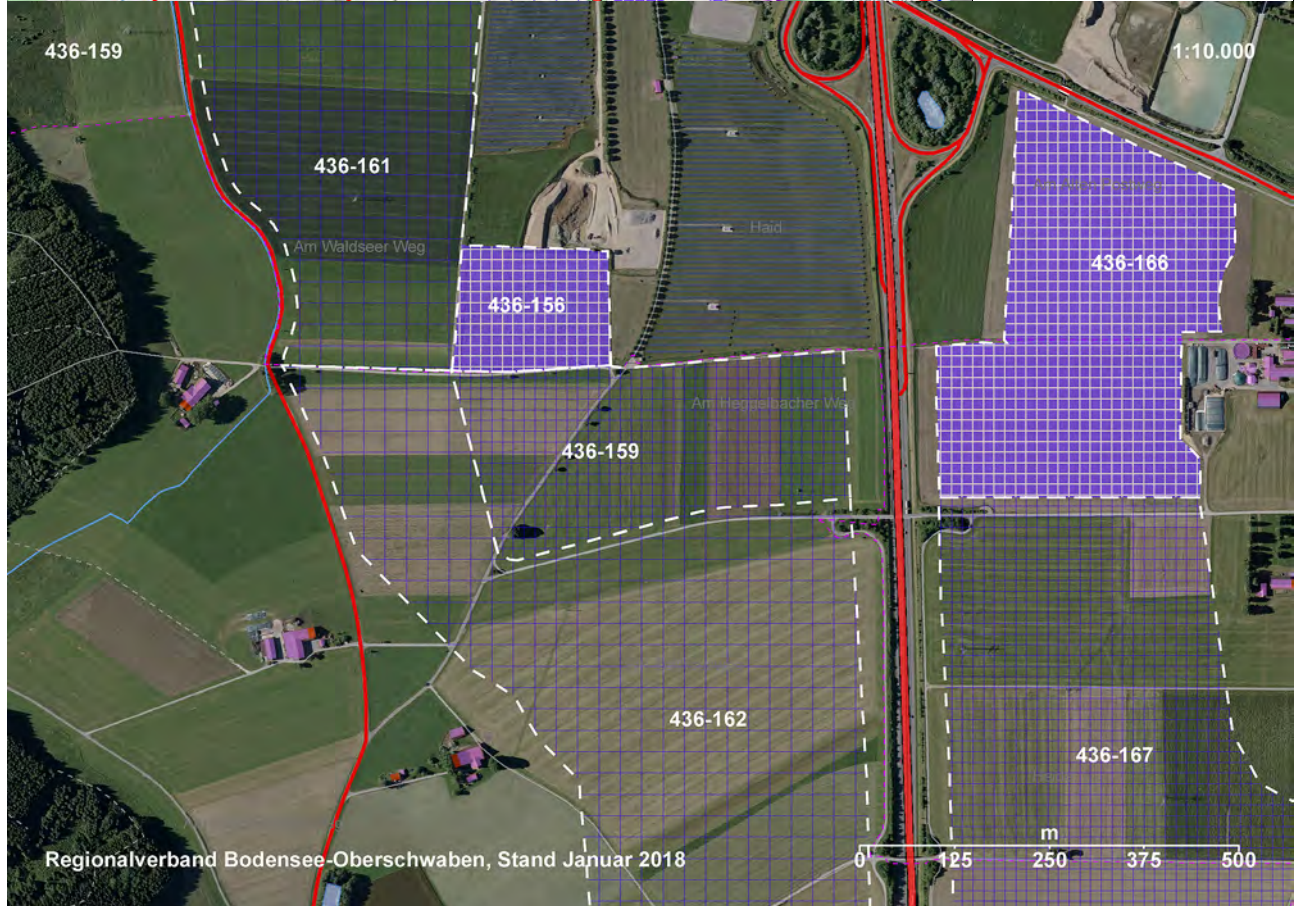 436-159
1:10.000
436-161
Am Waldseer Weg
Haid
436-166
436-156
Am Heggelbacher Weg
436-159
436-162
436-167
m
0 125 250 375 500
Regionalverband Bodensee-Oberschwaben, Stand Januar 2018